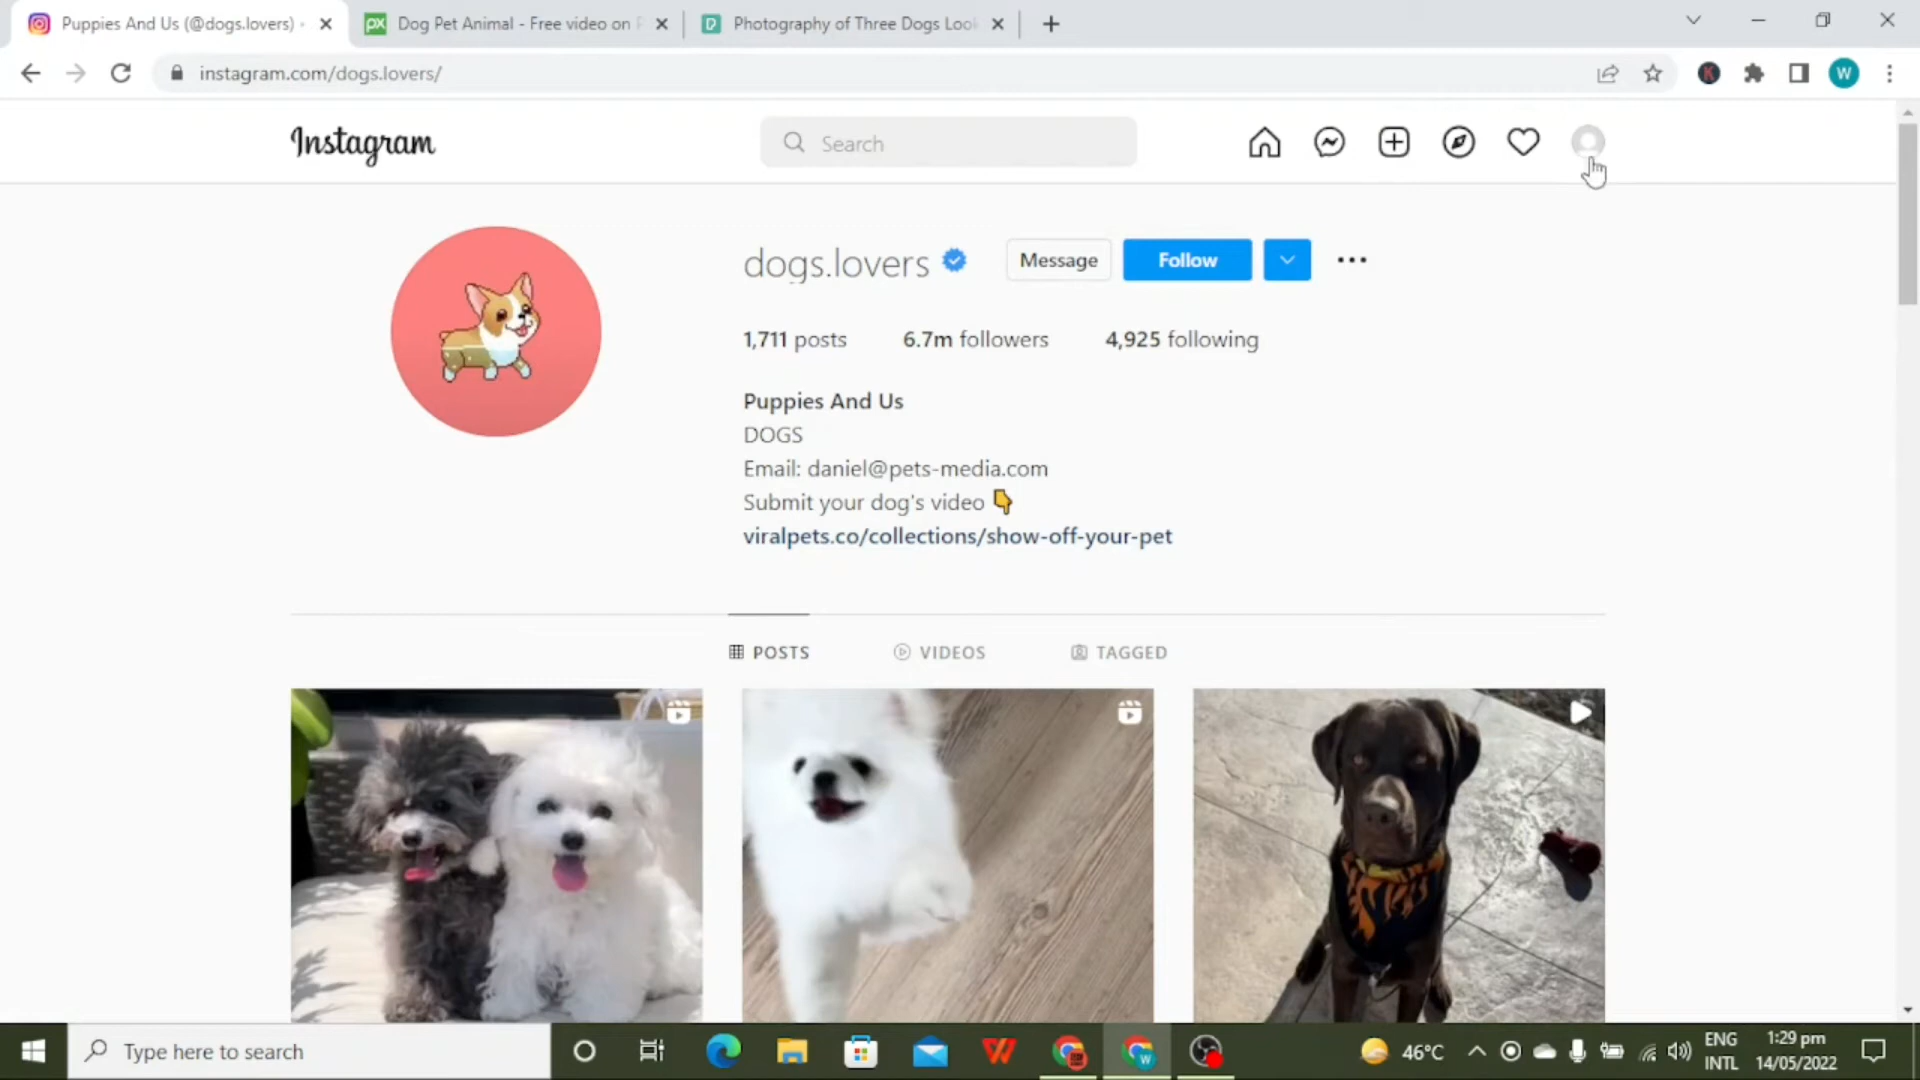 Puppies And Us (@dogs.lovers) •
Dog Pet Animal - Free video on P
Photography of Three Dogs Look
instagram.com/dogs.lovers/
K
W
Instagram
Search
dogs.lovers
Message
Follow
1,711 posts
6.7m followers
4,925 following
Puppies And Us
DOGS
Email: daniel@pets-media.com
Submit your dog's video 👇
viralpets.co/collections/show-off-your-pet
POSTS
VIDEOS
TAGGED
Type here to search
46°C
ENG
INTL
1:29 pm
14/05/2022